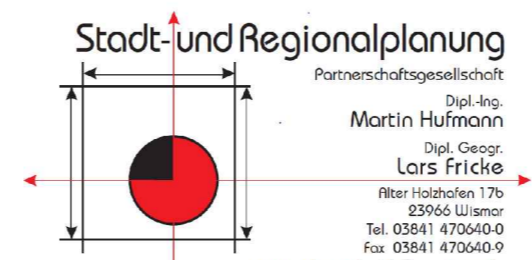 Stadt- und Regionalplanung
Partnerschaftsgesellschaft
Dipl.-Ing.
Martin Hufmann
Dipl. Geogr.
Lars Fricke
Alter Holzhafen 17b
23966 Wismar
Tel. 03841 470640-0
Fax 03841 470640-9